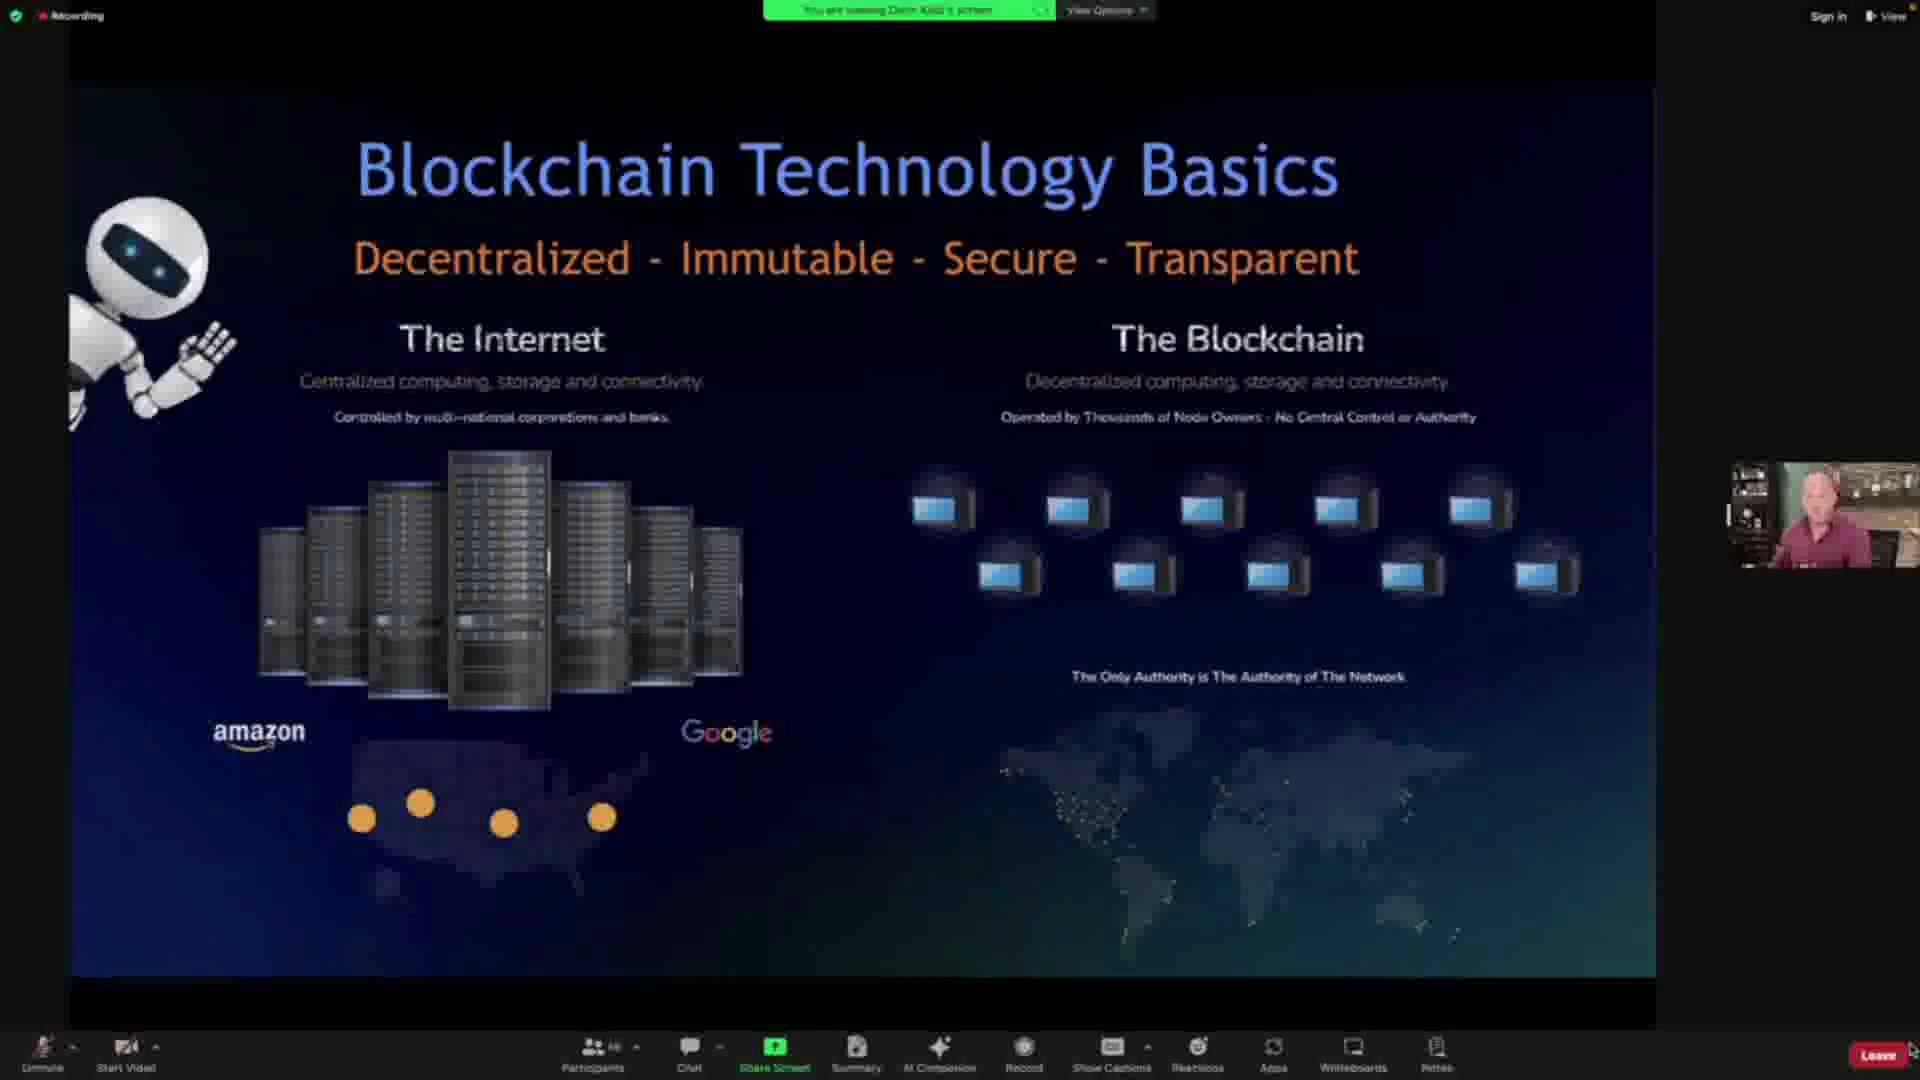 Recording
You are viewing
screen
View Options
Sign in
View
Blockchain Technology Basics
Decentralized - Immutable - Secure - Transparent
The Internet
The Blockchain
Centralized computing, storage and connectivity
Decentralized computing, storage and connectivity
Controlled by multi-national corporations and banks.
Operated by Thousands of Node Owners - No Central Control or Authority
The Only Authority is The Authority of The Network
amazon
Google
Unmute
Start Video
Participants
Chat
Share Screen
Summary
AI Companion
Record
Show Captions
Reactions
Apps
Whiteboards
Notes
Leave